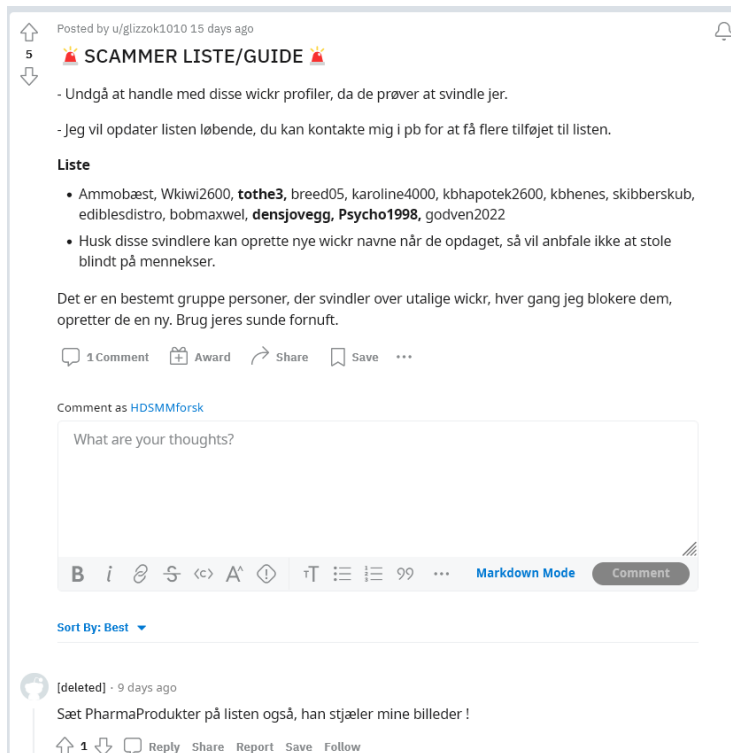 Posted by u/glizzok1010 15 days ago
5
🚨 SCAMMER LISTE/GUIDE 🚨
- Undgå at handle med disse wickr profiler, da de prøver at svindle jer.
- Jeg vil opdater listen løbende, du kan kontakte mig i pb for at få flere tilføjet til listen.
Liste
• Ammobæst, Wkiwi2600, tothe3, breed05, karoline4000, kbhapotek2600, kbhenes, skibberskub,
ediblesdistro, bobmaxwel, densjovegg, Psycho1998, godven2022
• Husk disse svindlere kan oprette nye wickr navne når de opdaget, så vil anbfale ikke at stole
blindt på mennekser.
Det er en bestemt gruppe personer, der svindler over utalige wickr, hver gang jeg blokere dem,
opretter de en ny. Brug jeres sunde fornuft.
1 Comment Award Share Save ...
Comment as HDSMMforsk
What are your thoughts?
B i S <c> A^ TT 99 ... Markdown Mode Comment
Sort By: Best
[deleted] · 9 days ago
Sæt PharmaProdukter på listen også, han stjæler mine billeder !
1 Reply Share Report Save Follow